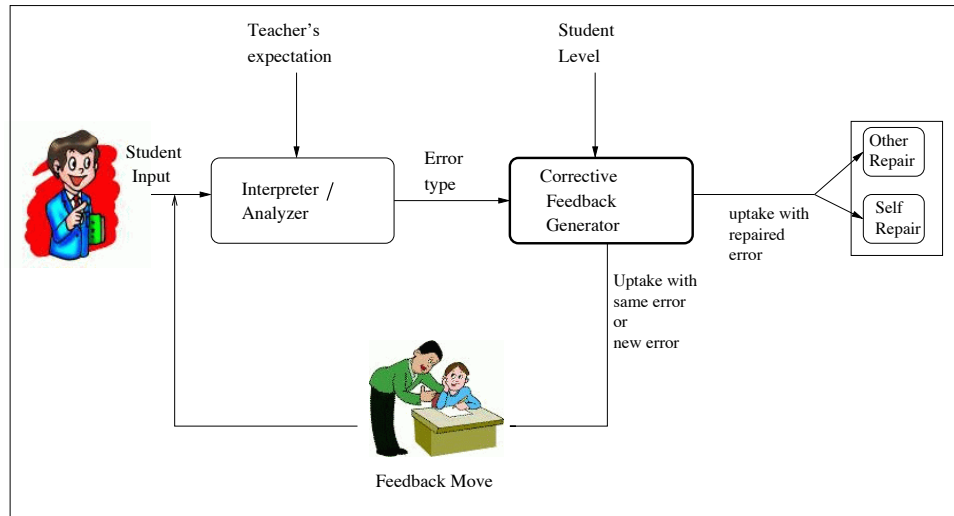 Teacher's
expectation
Student
Level
Student
Input
Interpreter /
Analyzer
Error
type
Corrective
Feedback
Generator
uptake with
repaired
error
Other
Repair
Self
Repair
Uptake with
same error
or
new error
Feedback Move